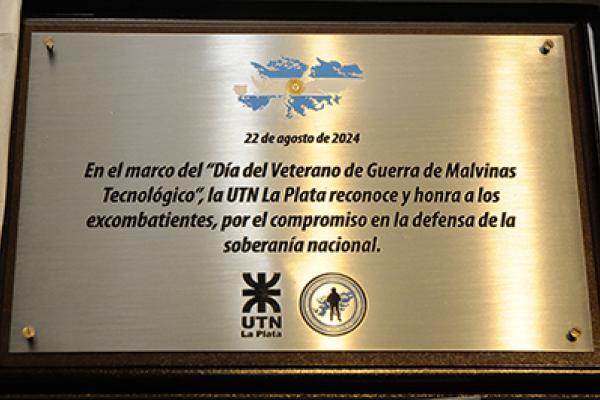 22 de agosto de 2024
En el marco del "Día del Veterano de Guerra de Malvinas
Tecnológico", la UTN La Plata reconoce y honra a los
excombatientes, por el compromiso en la defensa de la
soberanía nacional.
UTN
La Plata